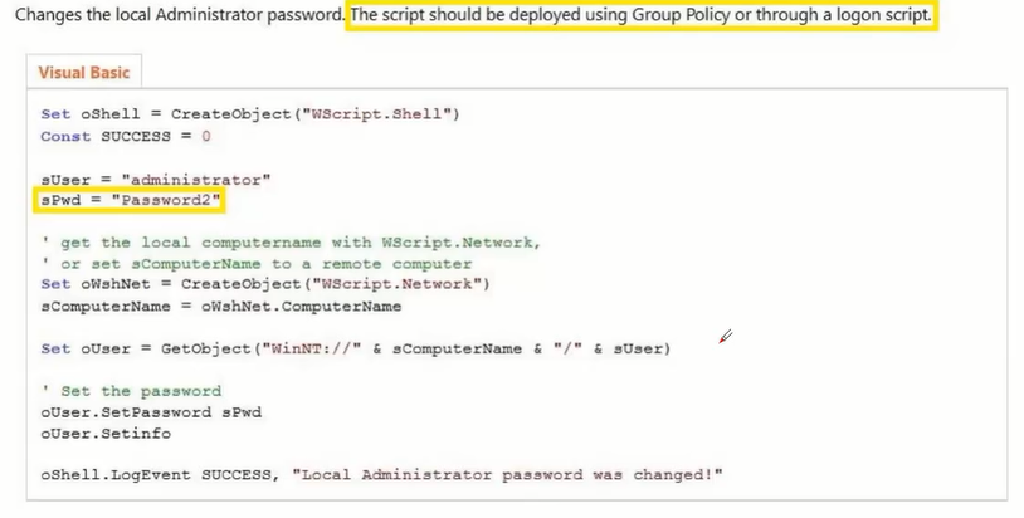 Changes the local Administrator password. The script should be deployed using Group Policy or through a logon script.
Visual Basic
Set oShell = CreateObject("WScript.Shell")
Const SUCCESS = 0
sUser = "administrator"
sPwd = "Password2"
' get the local computername with WScript.Network,
' or set sComputerName to a remote computer
Set oWshNet = CreateObject("WScript.Network")
sComputerName = oWshNet.ComputerName
Set oUser = GetObject("WinNT://" & sComputerName & "/" & sUser)
' Set the password
oUser.SetPassword sPwd
oUser.Setinfo
oShell.LogEvent SUCCESS, "Local Administrator password was changed!"